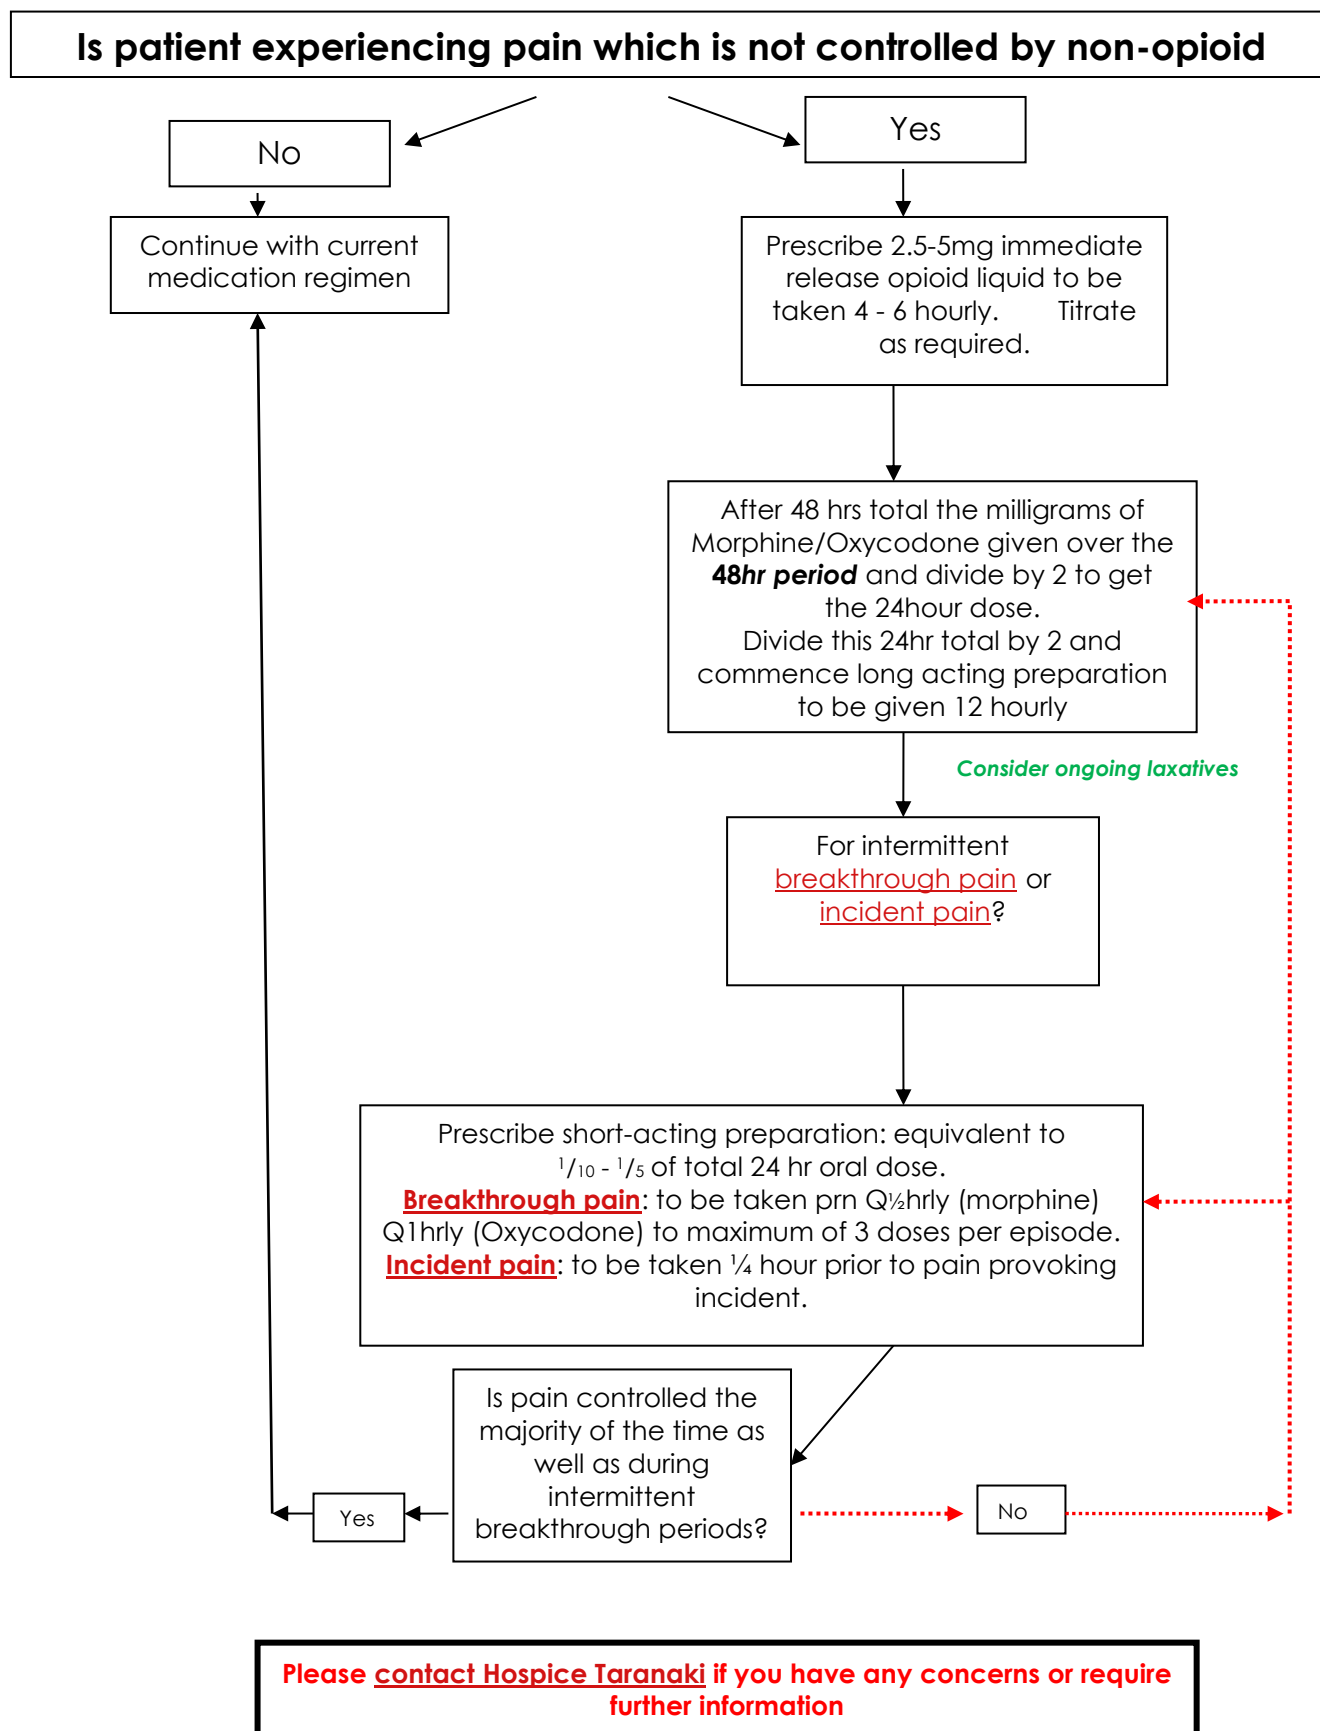 Is patient experiencing pain which is not controlled by non-opioid
No
Yes
Continue with current
medication regimen
Prescribe 2.5-5mg immediate
release opioid liquid to be
taken 4 - 6 hourly. Titrate
as required.
After 48 hrs total the milligrams of
Morphine/Oxycodone given over the
48hr period and divide by 2 to get
the 24hour dose.
Divide this 24hr total by 2 and
commence long acting preparation
to be given 12 hourly
Consider ongoing laxatives
For intermittent
breakthrough pain or
incident pain?
Prescribe short-acting preparation: equivalent to
1/10 - 1/5 of total 24 hr oral dose.
Breakthrough pain: to be taken prn Q½hrly (morphine)
Q1hrly (Oxycodone) to maximum of 3 doses per episode.
Incident pain: to be taken ¼ hour prior to pain provoking
incident.
Is pain controlled the
majority of the time as
well as during
intermittent
breakthrough periods?
Yes
No
Please contact Hospice Taranaki if you have any concerns or require
further information